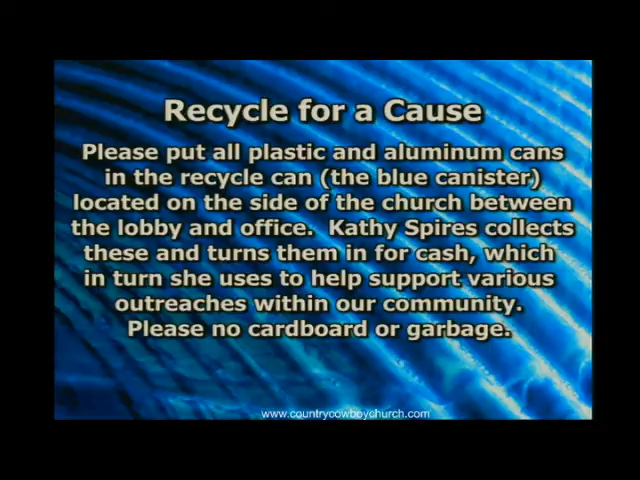 Recycle for a Cause
Please put all plastic and aluminum cans
in the recycle can (the blue canister)
located on the side of the church between
the lobby and office.  Kathy Spires collects
these and turns them in for cash, which
in turn she uses to help support various
outreaches within our community.
Please no cardboard or garbage.
www.countrycowboychurch.com